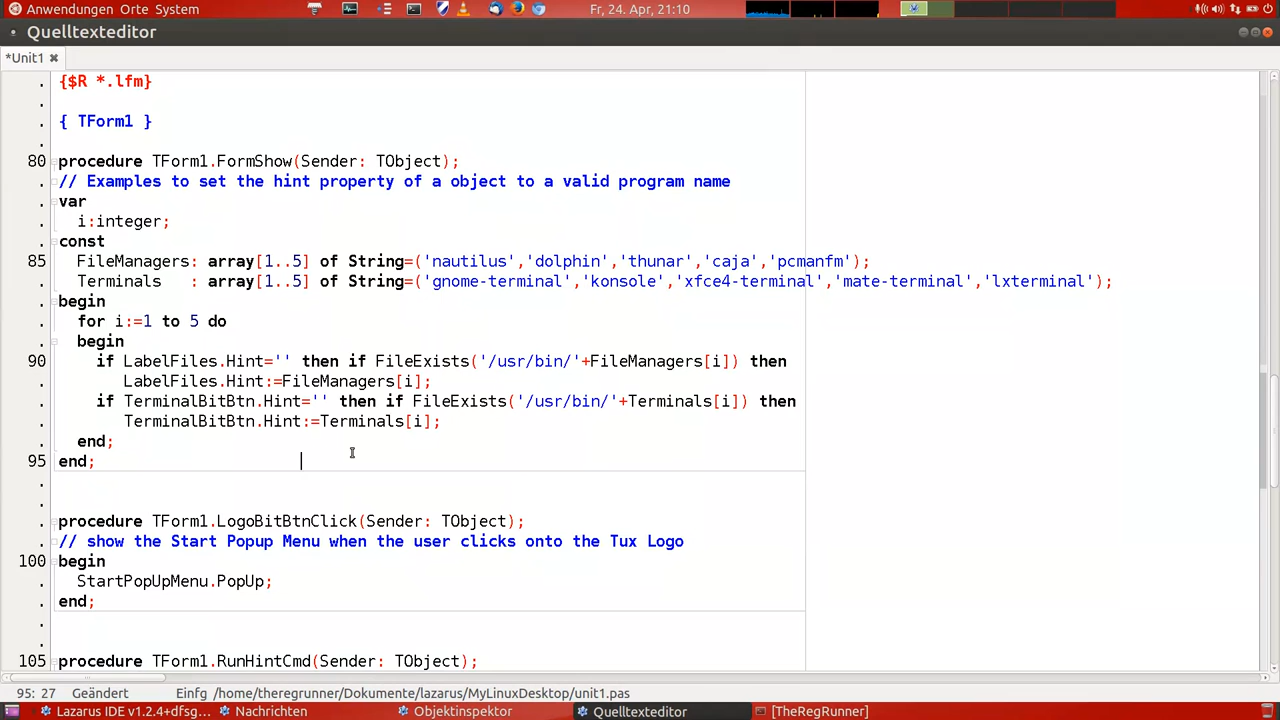 Anwendungen Orte System
Fr, 24. Apr, 21:10
Quelltexteditor
*Unit1
. {$R *.lfm}
.
. { TForm1 }
.
80 procedure TForm1.FormShow(Sender: TObject);
. // Examples to set the hint property of a object to a valid program name
. var
. i:integer;
. const
85 FileManagers: array[1..5] of String=('nautilus','dolphin','thunar','caja','pcmanfm');
. Terminals   : array[1..5] of String=('gnome-terminal','konsole','xfce4-terminal','mate-terminal','lxterminal');
. begin
. for i:=1 to 5 do
. begin
90 if LabelFiles.Hint='' then if FileExists('/usr/bin/'+FileManagers[i]) then
. LabelFiles.Hint:=FileManagers[i];
. if TerminalBitBtn.Hint='' then if FileExists('/usr/bin/'+Terminals[i]) then
. TerminalBitBtn.Hint:=Terminals[i];
. end;
95 end;
.
.
. procedure TForm1.LogoBitBtnClick(Sender: TObject);
. // show the Start Popup Menu when the user clicks onto the Tux Logo
100 begin
. StartPopUpMenu.PopUp;
. end;
.
.
105 procedure TForm1.RunHintCmd(Sender: TObject);
95: 27 Geändert Einfg /home/theregrunner/Dokumente/lazarus/MyLinuxDesktop/unit1.pas
Lazarus IDE v1.2.4+dfsg... Nachrichten Objektinspektor Quelltexteditor [TheRegRunner]